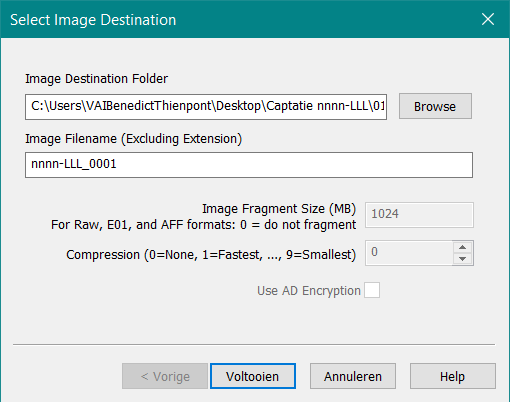 Select Image Destination
Image Destination Folder
C:\Users\VAIBenedictThienpont\Desktop\Captatie nnnn-LLL\01
Browse
Image Filename (Excluding Extension)
nnnn-LLL_0001
Image Fragment Size (MB)
1024
For Raw, E01, and AFF formats: 0 = do not fragment
Compression (0=None, 1=Fastest, ..., 9=Smallest)
0
Use AD Encryption
< Vorige
Voltooien
Annuleren
Help